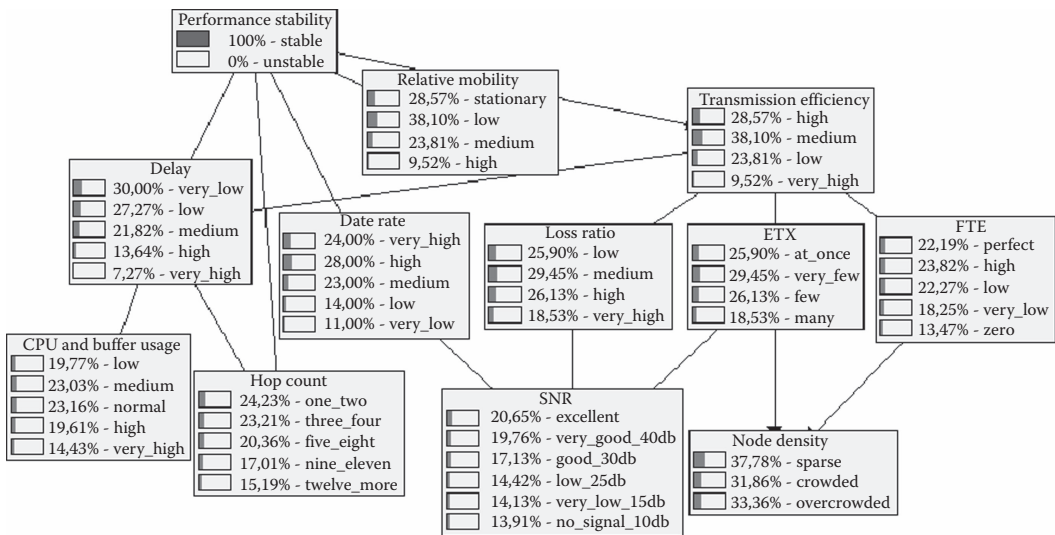 Performance stability
100% - stable
0% - unstable
Relative mobility
28,57% - stationary
38,10% - low
23,81% - medium
9,52% - high
Transmission efficiency
28,57% - high
38,10% - medium
23,81% - low
9,52% - very_high
Delay
30,00% - very_low
27,27% - low
21,82% - medium
13,64% - high
7,27% - very_high
Date rate
24,00% - very_high
28,00% - high
23,00% - medium
14,00% - low
11,00% - very_low
Loss ratio
25,90% - low
29,45% - medium
26,13% - high
18,53% - very_high
ETX
25,90% - at_once
29,45% - very_few
26,13% - few
18,53% - many
FTE
22,19% - perfect
23,82% - high
22,27% - low
18,25% - very_low
13,47% - zero
CPU and buffer usage
19,77% - low
23,03% - medium
23,16% - normal
19,61% - high
14,43% - very_high
Hop count
24,23% - one_two
23,21% - three_four
20,36% - five_eight
17,01% - nine_eleven
15,19% - twelve_more
SNR
20,65% - excellent
19,76% - very_good_40db
17,13% - good_30db
14,42% - low_25db
14,13% - very_low_15db
13,91% - no_signal_10db
Node density
37,78% - sparse
31,86% - crowded
33,36% - overcrowded